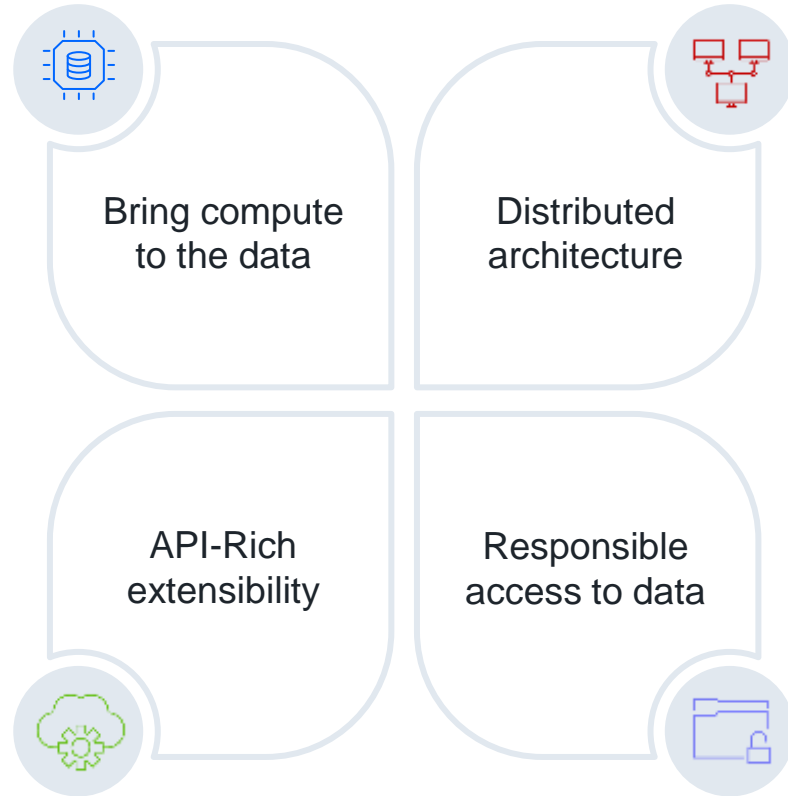 Bring compute
to the data
Distributed
architecture
API-Rich
extensibility
Responsible
access to data